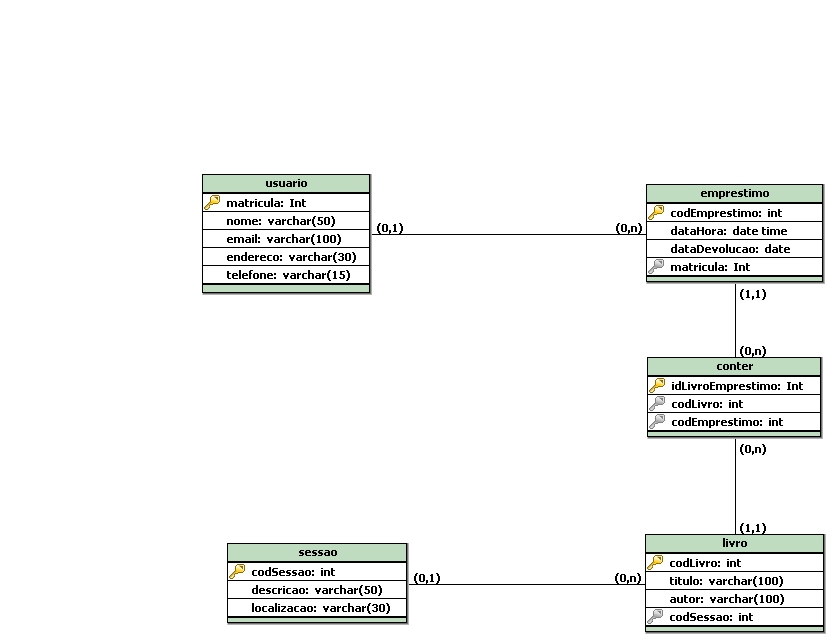 usuario
matricula: Int
nome: varchar(50)
email: varchar(100)
endereco: varchar(30)
telefone: varchar(15)
(0,1)
(0,n)
emprestimo
codEmprestimo: int
dataHora: date time
dataDevolucao: date
matricula: Int
(1,1)
(0,n)
conter
idLivroEmprestimo: Int
codLivro: int
codEmprestimo: int
(0,n)
(1,1)
sessao
codSessao: int
descricao: varchar(50)
localizacao: varchar(30)
(0,1)
(0,n)
livro
codLivro: int
titulo: varchar(100)
autor: varchar(100)
codSessao: int